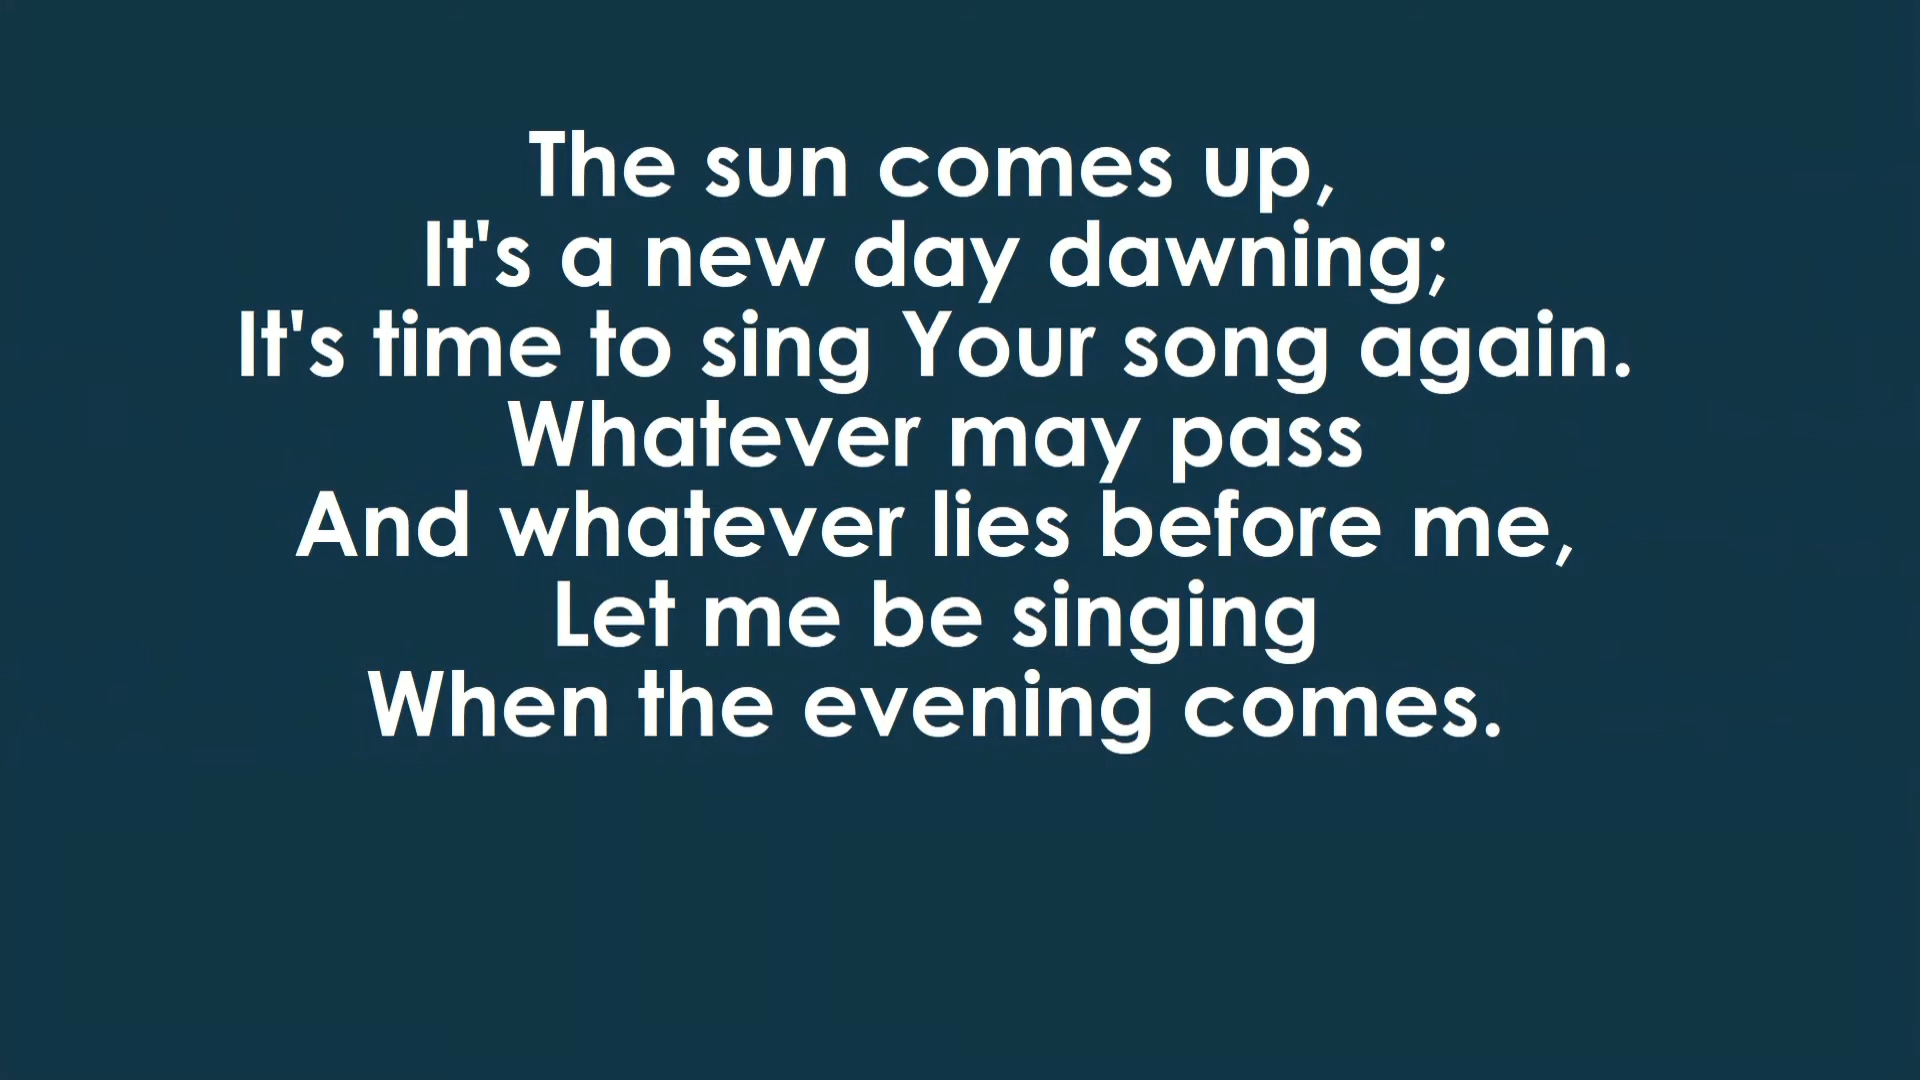 The sun comes up,
It's a new day dawning;
It's time to sing Your song again.
Whatever may pass
And whatever lies before me,
Let me be singing
When the evening comes.